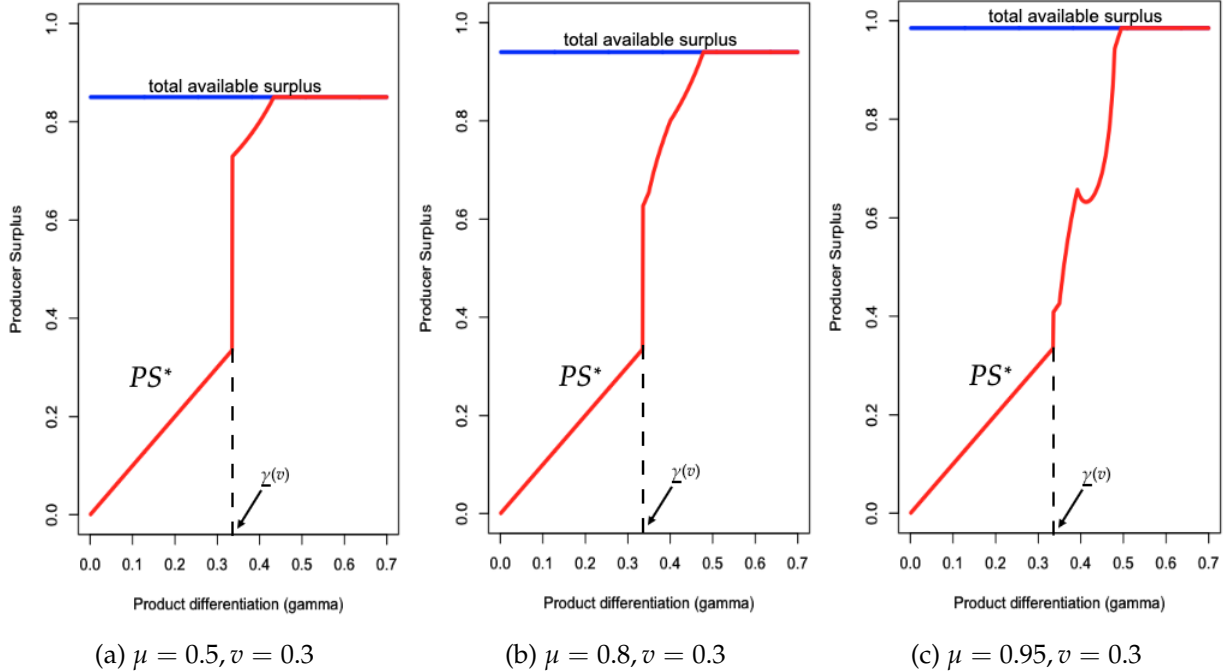 total available surplus
Producer Surplus
0.0 0.2 0.4 0.6 0.8 1.0
PS*
γ(v)
0.0 0.1 0.2 0.3 0.4 0.5 0.6 0.7
Product differentiation (gamma)
(a) μ = 0.5, v = 0.3
total available surplus
Producer Surplus
0.0 0.2 0.4 0.6 0.8 1.0
PS*
γ(v)
0.0 0.1 0.2 0.3 0.4 0.5 0.6 0.7
Product differentiation (gamma)
(b) μ = 0.8, v = 0.3
total available surplus
Producer Surplus
0.0 0.2 0.4 0.6 0.8 1.0
PS*
γ(v)
0.0 0.1 0.2 0.3 0.4 0.5 0.6 0.7
Product differentiation (gamma)
(c) μ = 0.95, v = 0.3